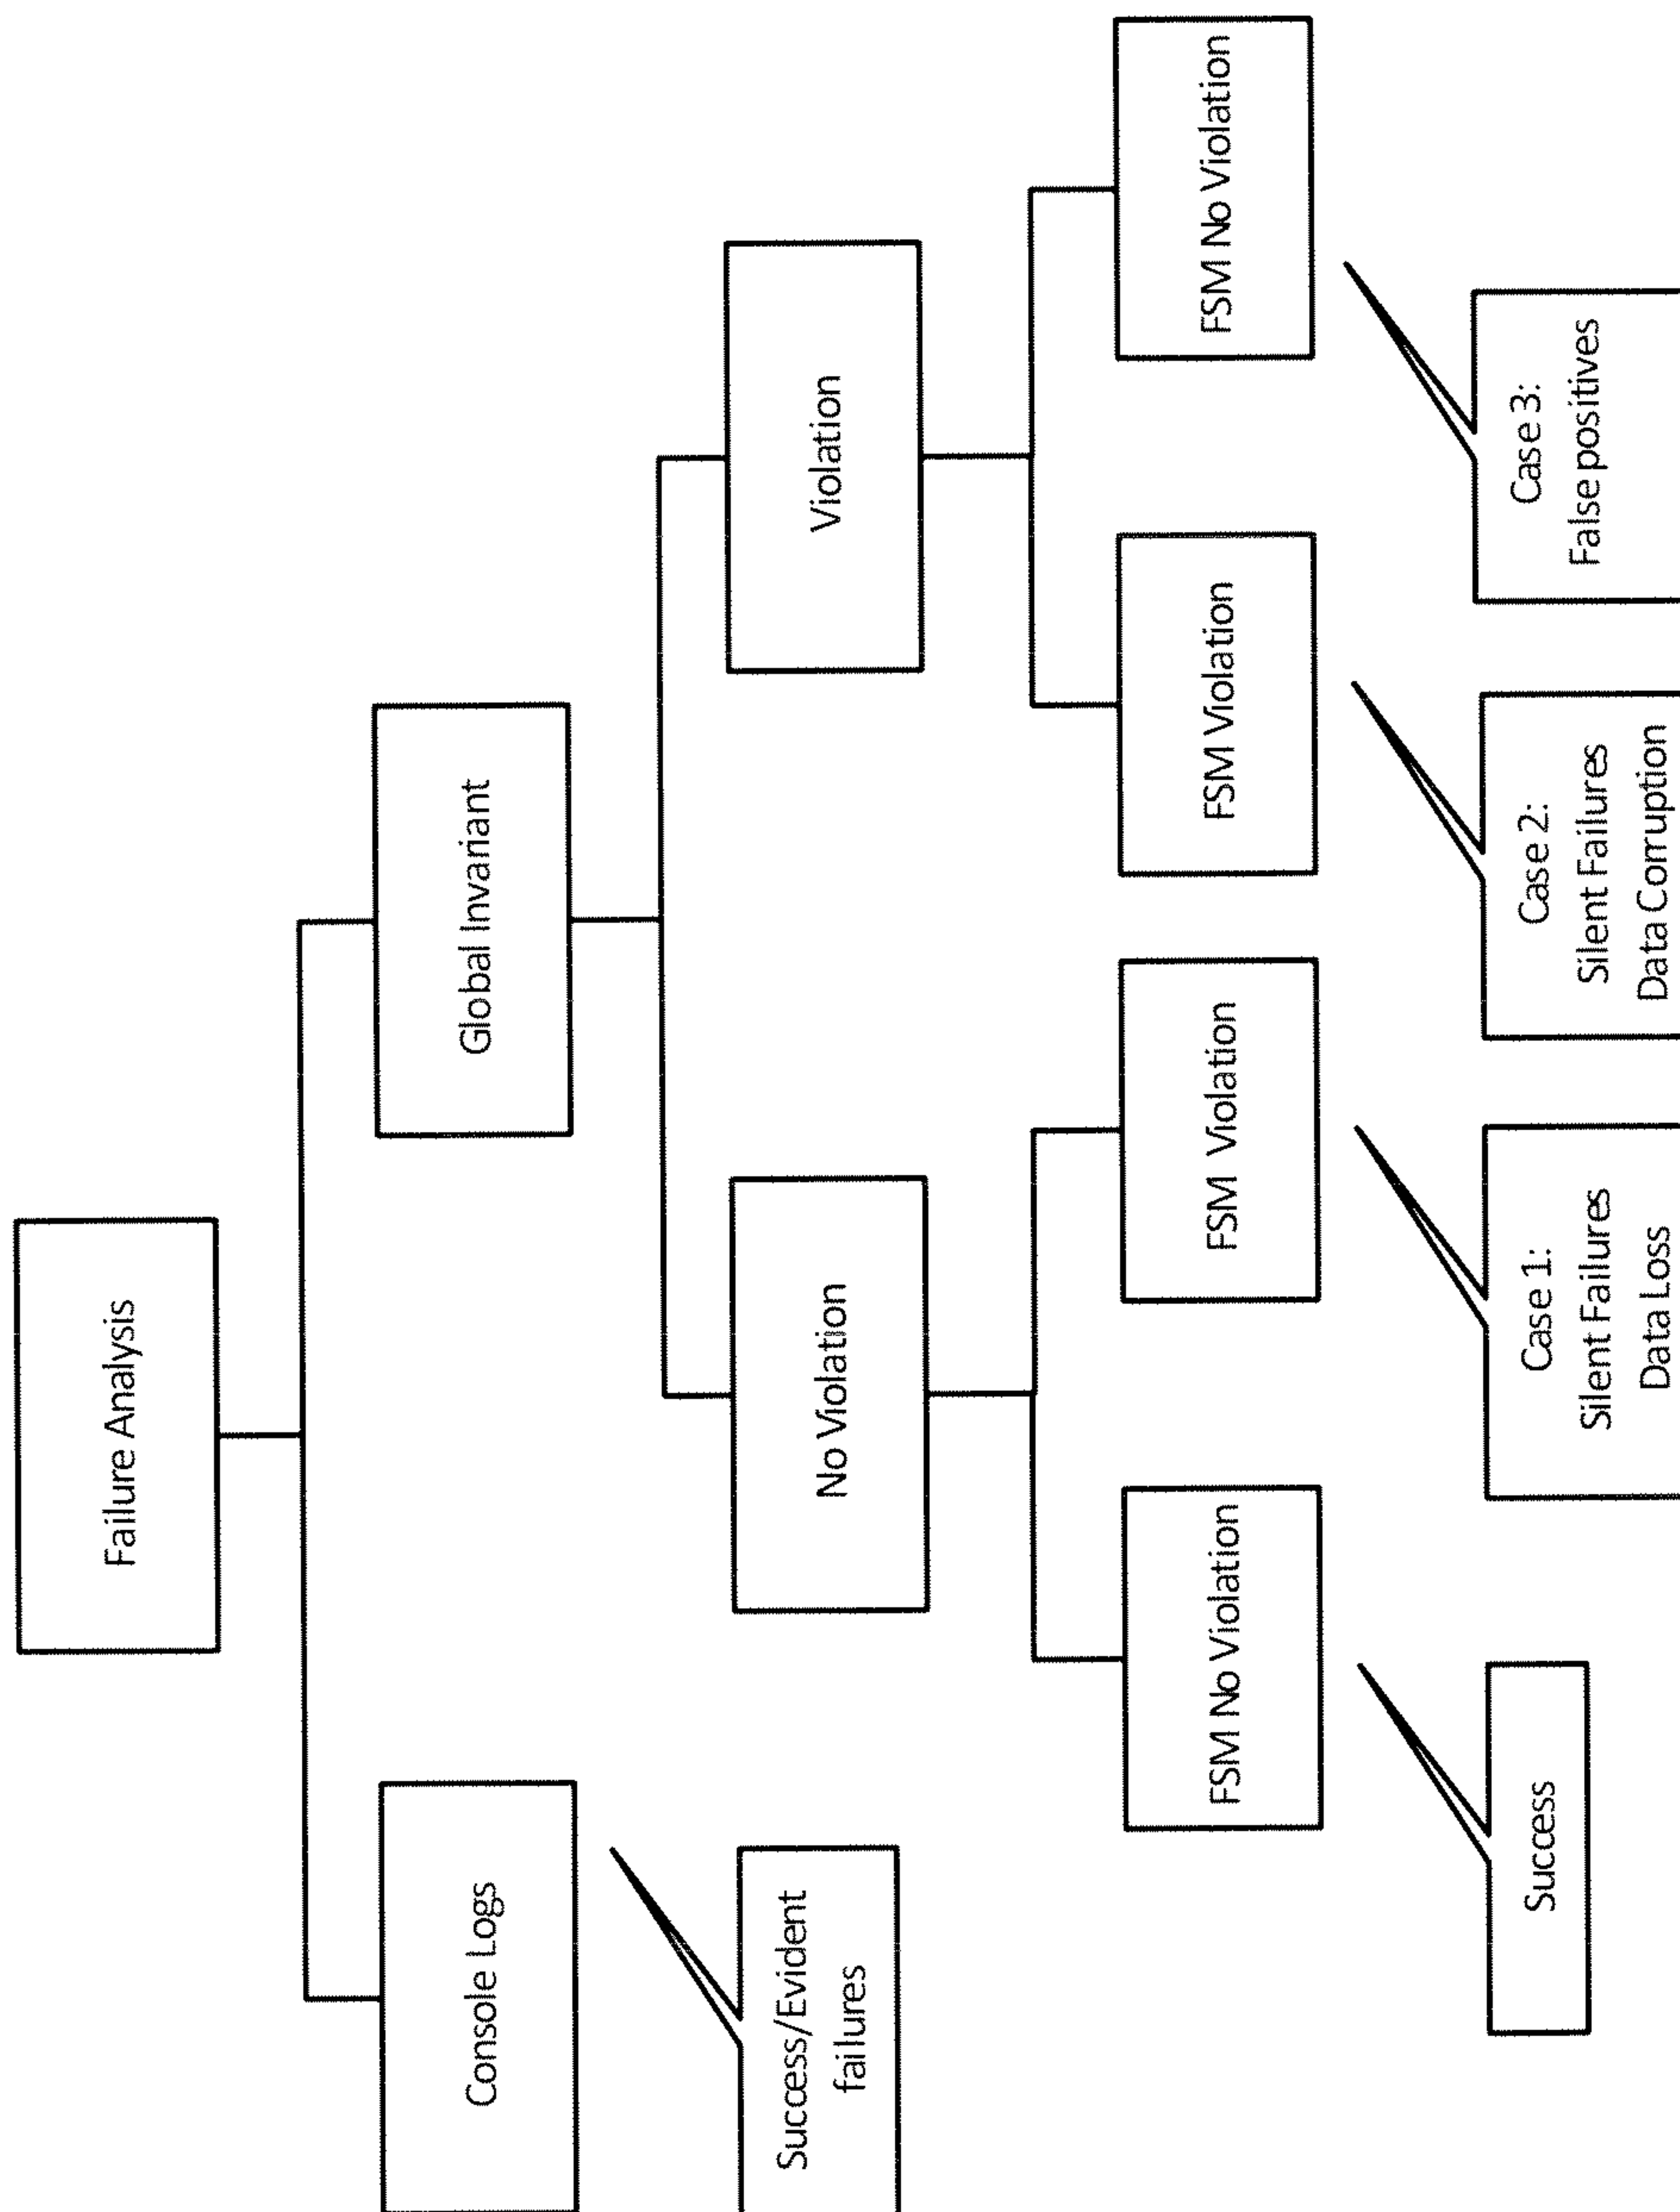 Failure Analysis
Console Logs
Global Invariant
Success/Evident
failures
No Violation
Violation
FSM No Violation
FSM Violation
FSM Violation
FSM No Violation
Success
Case 1:
Silent Failures
Data Loss
Case 2:
Silent Failures
Data Corruption
Case 3:
False positives